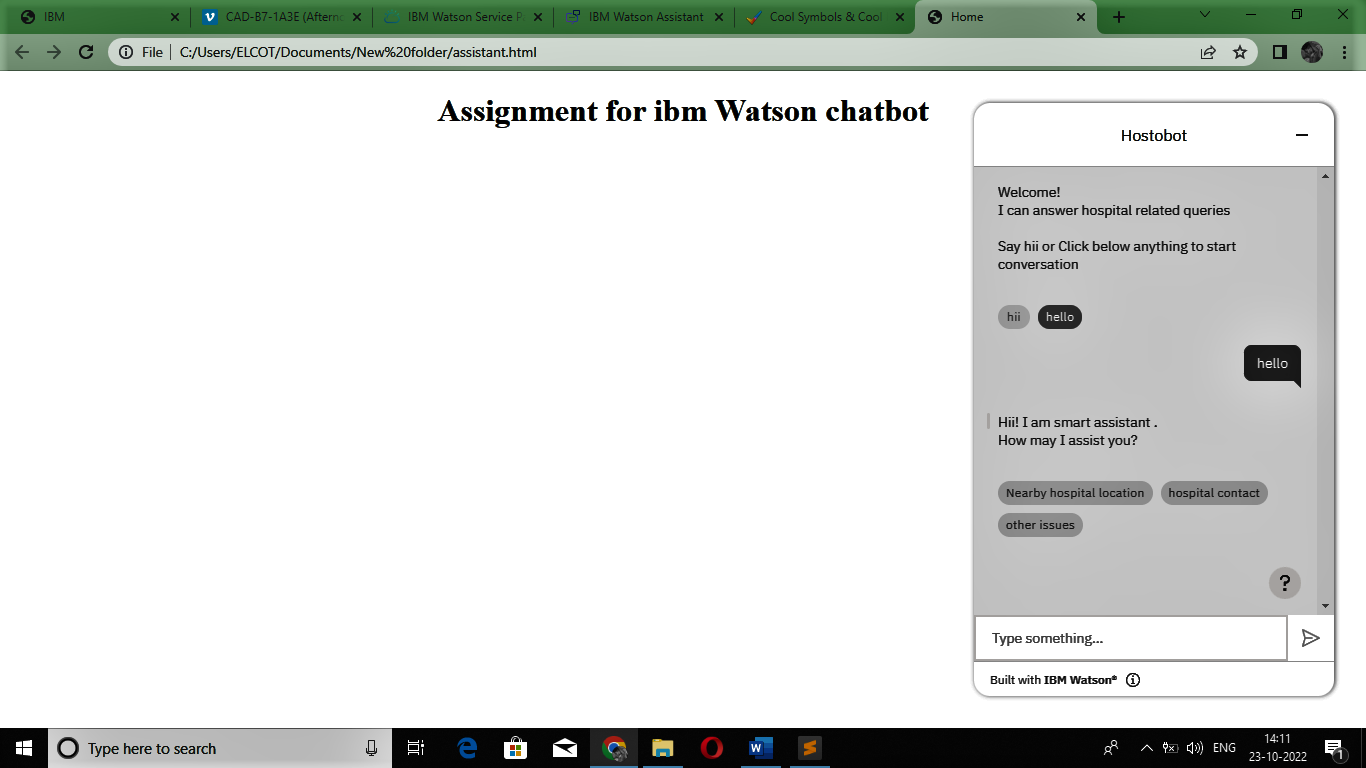 IBM
CAD-B7-1A3E (Afterno
IBM Watson Service P
IBM Watson Assistant
Cool Symbols & Cool
Home
File
C:/Users/ELCOT/Documents/New%20folder/assistant.html
Assignment for ibm Watson chatbot
Hostobot
Welcome!
I can answer hospital related queries
Say hii or Click below anything to start
conversation
hii
hello
hello
Hii! I am smart assistant .
How may I assist you?
Nearby hospital location
hospital contact
other issues
?
Type something...
Built with IBM Watson®
Type here to search
ENG
14:11
23-10-2022
1